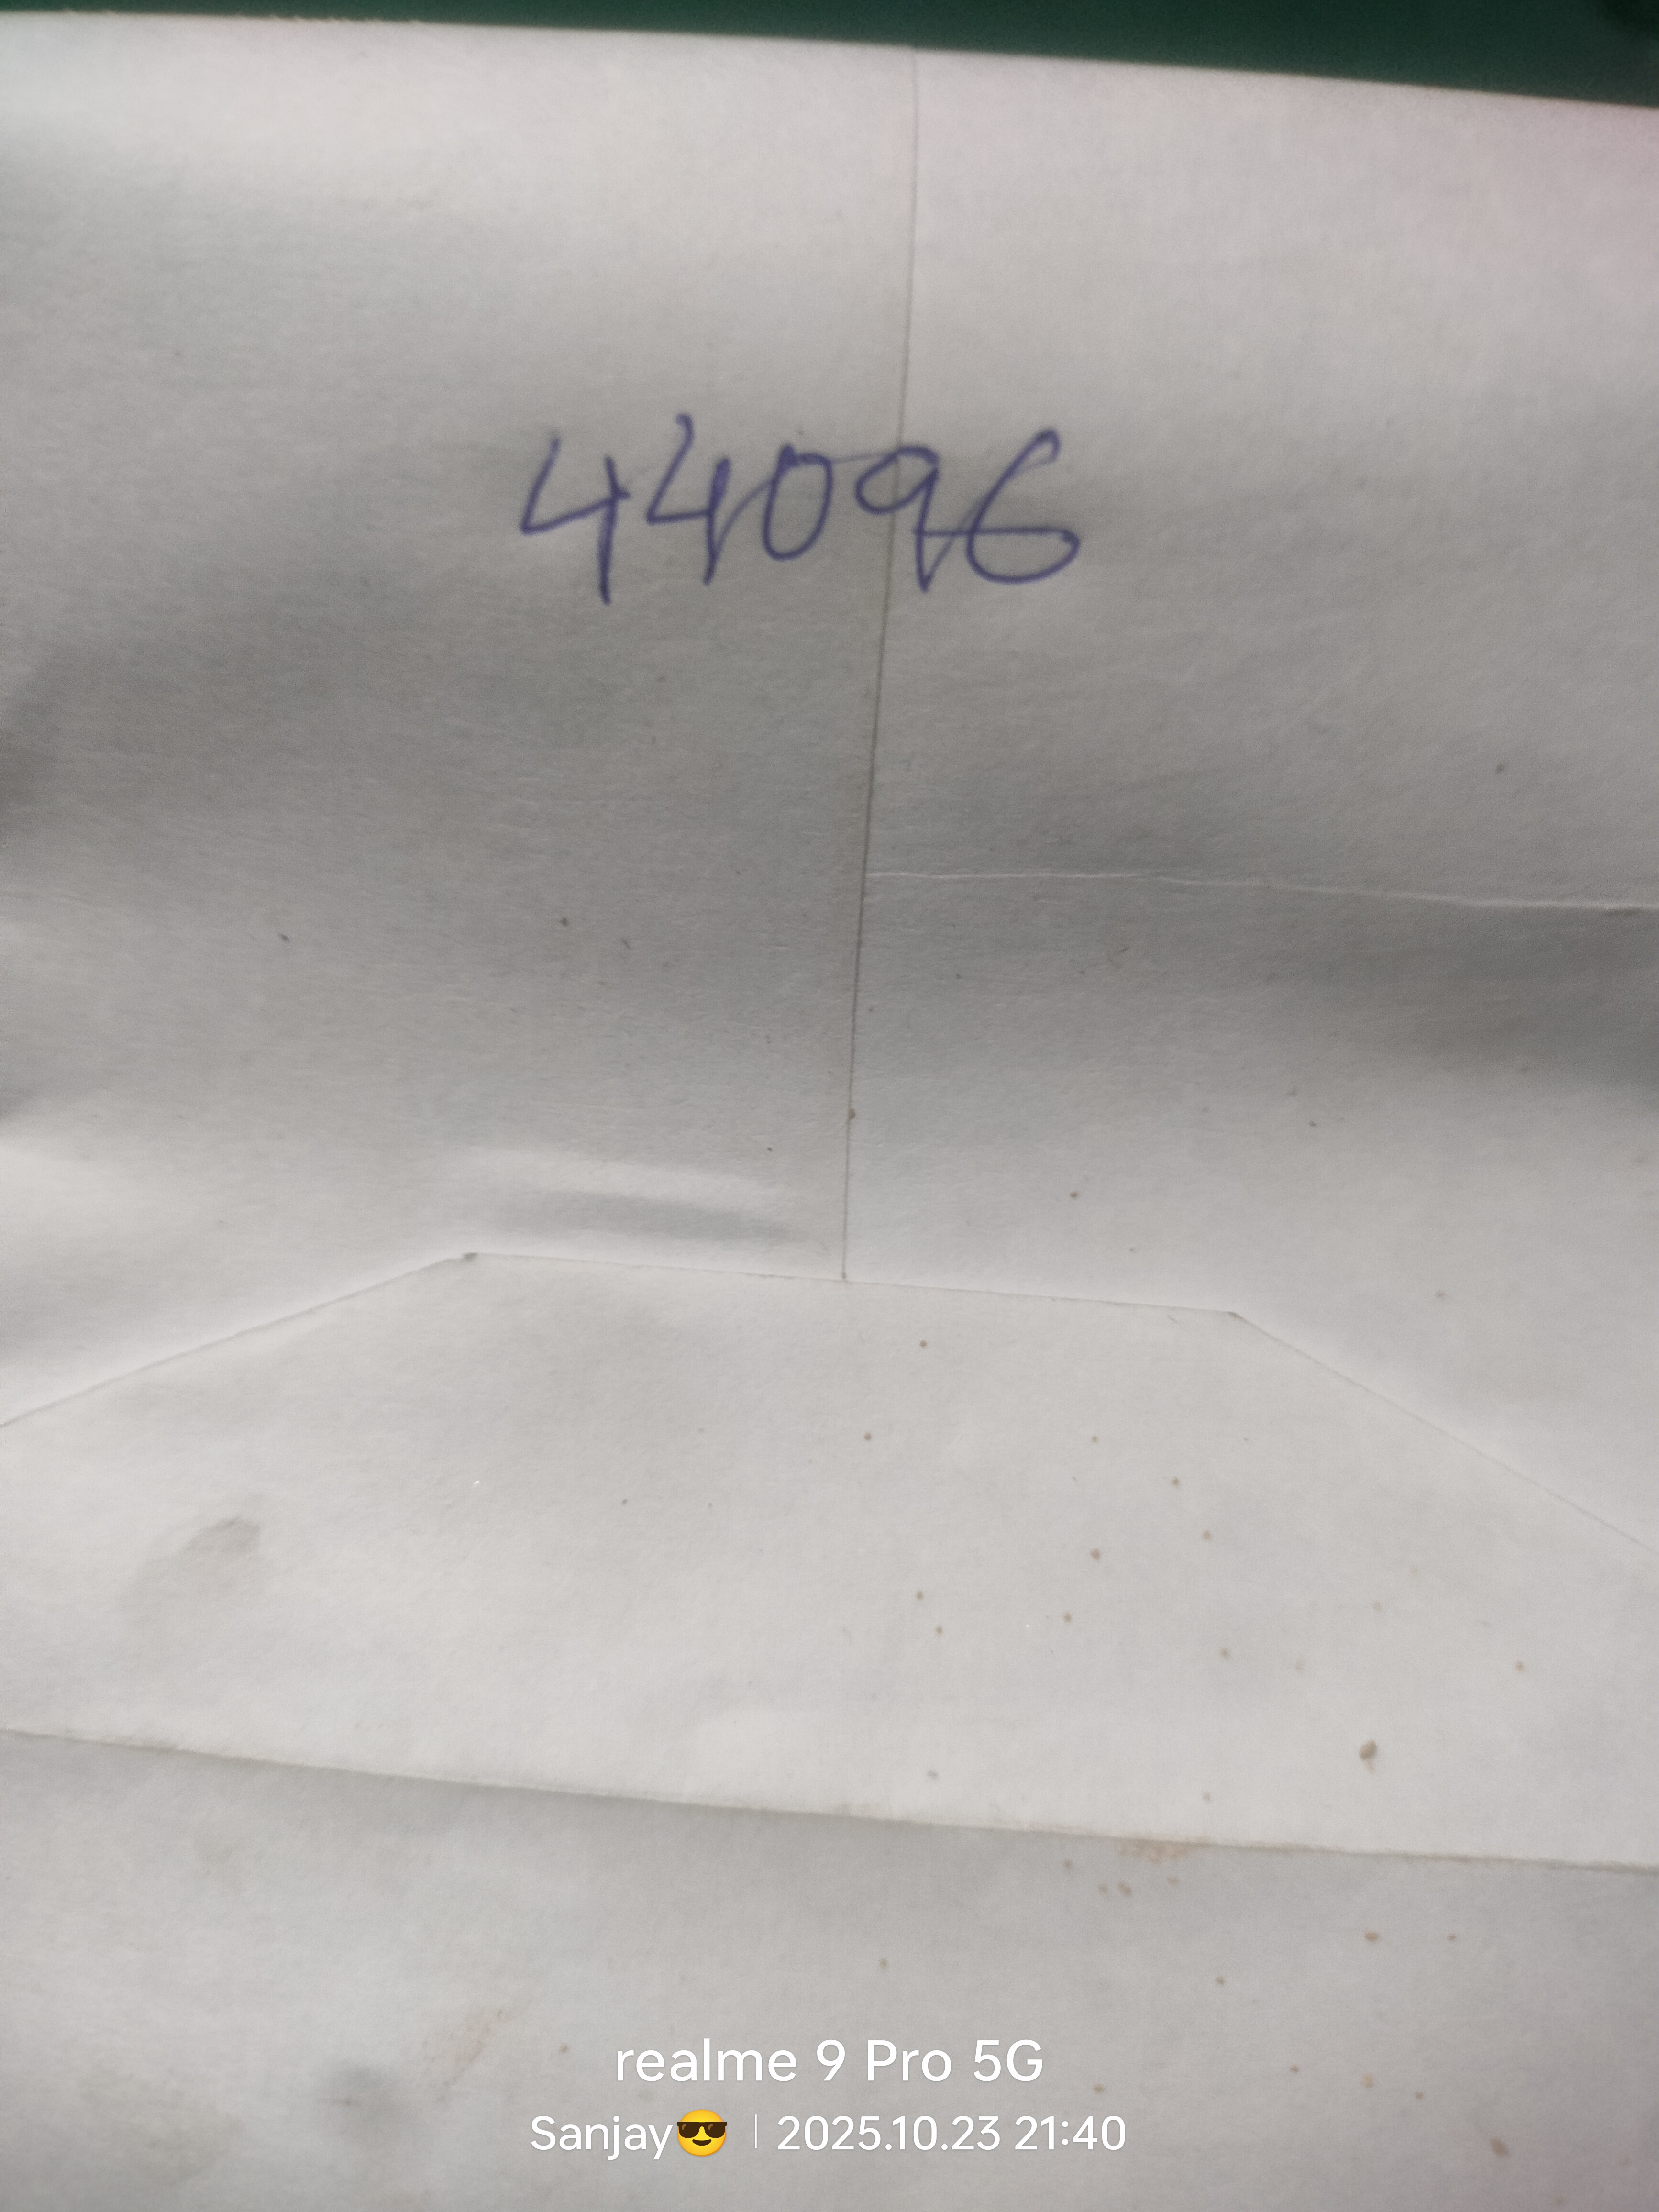 44096
realme 9 Pro 5G
Sanjay😎 | 2025.10.23 21:40